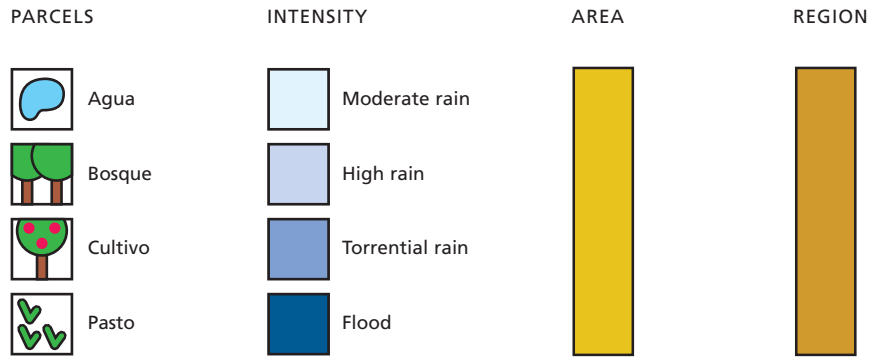 PARCELS INTENSITY AREA REGION
Agua Moderate rain
Bosque High rain
Cultivo Torrential rain
Pasto Flood